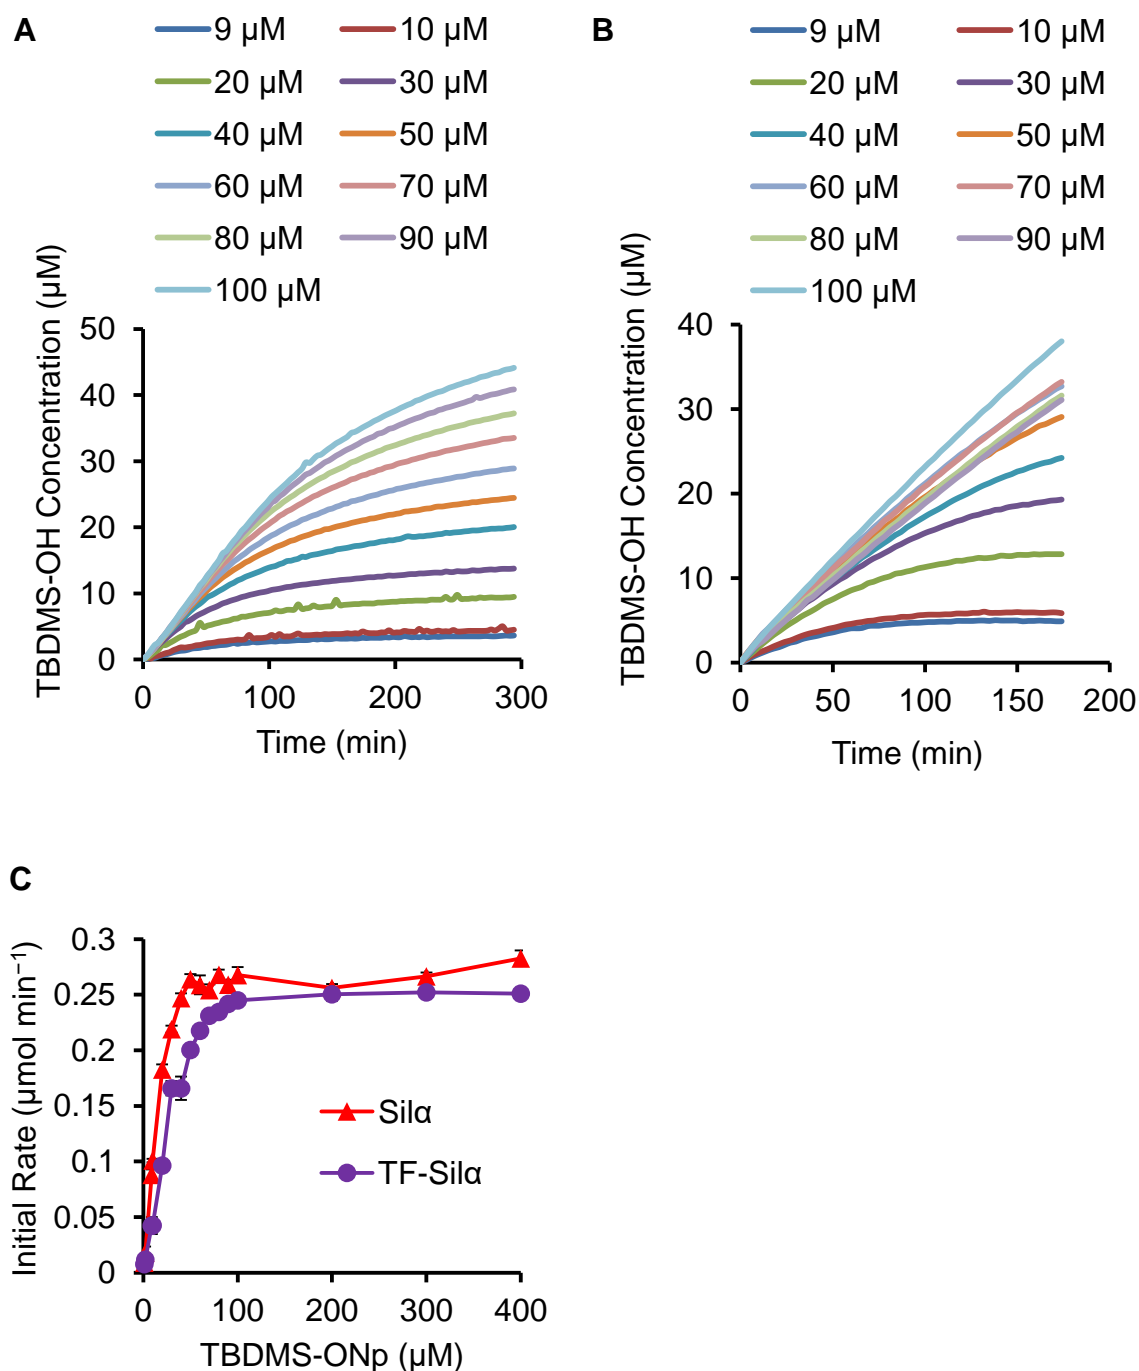 A
9 µM 10 µM
20 µM 30 µM
40 µM 50 µM
60 µM 70 µM
80 µM 90 µM
100 µM
TBDMS-OH Concentration (µM)
50
40
30
20
10
0
0 100 200 300
Time (min)
B
9 µM 10 µM
20 µM 30 µM
40 µM 50 µM
60 µM 70 µM
80 µM 90 µM
100 µM
TBDMS-OH Concentration (µM)
40
30
20
10
0
0 50 100 150 200
Time (min)
C
Initial Rate (µmol min⁻¹)
0.3
0.25
0.2
0.15
0.1
0.05
0
Silα
TF-Silα
0 100 200 300 400
TBDMS-ONp (µM)